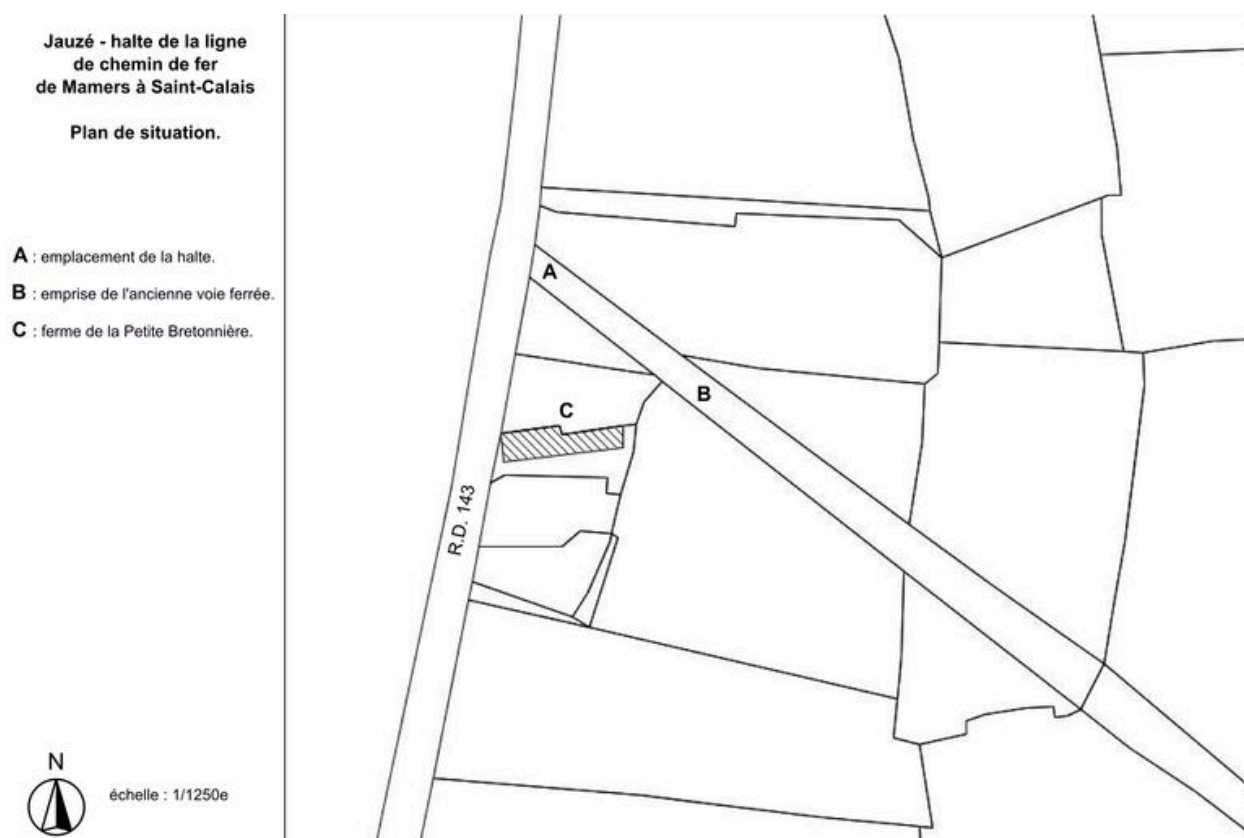 Jauzé - halte de la ligne
de chemin de fer
de Mamers à Saint-Calais
Plan de situation.
A : emplacement de la halte.
B : emprise de l'ancienne voie ferrée.
C : ferme de la Petite Bretonnière.
A
B
C
R.D. 143
N
échelle : 1/1250e